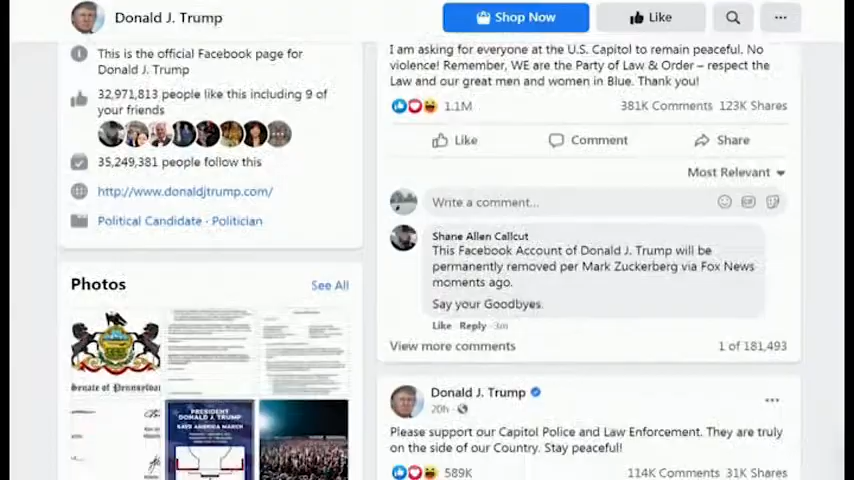 Donald J. Trump
Shop Now
Like
This is the official Facebook page for
Donald J. Trump
32,971,813 people like this including 9 of
your friends
35,249,381 people follow this
http://www.donaldjtrump.com/
Political Candidate · Politician
Photos
See All
Senate of Pennsylvan
PRESIDENT
DONALD J. TRUMP
SAVE AMERICA MARCH
I am asking for everyone at the U.S. Capitol to remain peaceful. No
violence! Remember, WE are the Party of Law & Order – respect the
Law and our great men and women in Blue. Thank you!
1.1M
381K Comments 123K Shares
Like
Comment
Share
Most Relevant
Write a comment...
Shane Allen Callcut
This Facebook Account of Donald J. Trump will be
permanently removed per Mark Zuckerberg via Fox News
moments ago.
Say your Goodbyes.
Like Reply 3m
View more comments
1 of 181,493
Donald J. Trump
20h
Please support our Capitol Police and Law Enforcement. They are truly
on the side of our Country. Stay peaceful!
589K
114K Comments 31K Shares